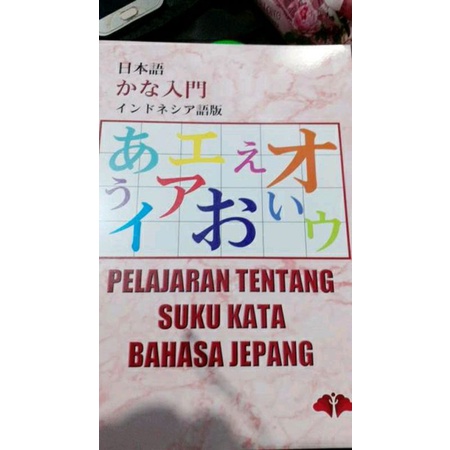 日本語
かな入門
インドネシア語版
あ エ え オ
う イ ア お い ウ
PELAJARAN TENTANG
SUKU KATA
BAHASA JEPANG